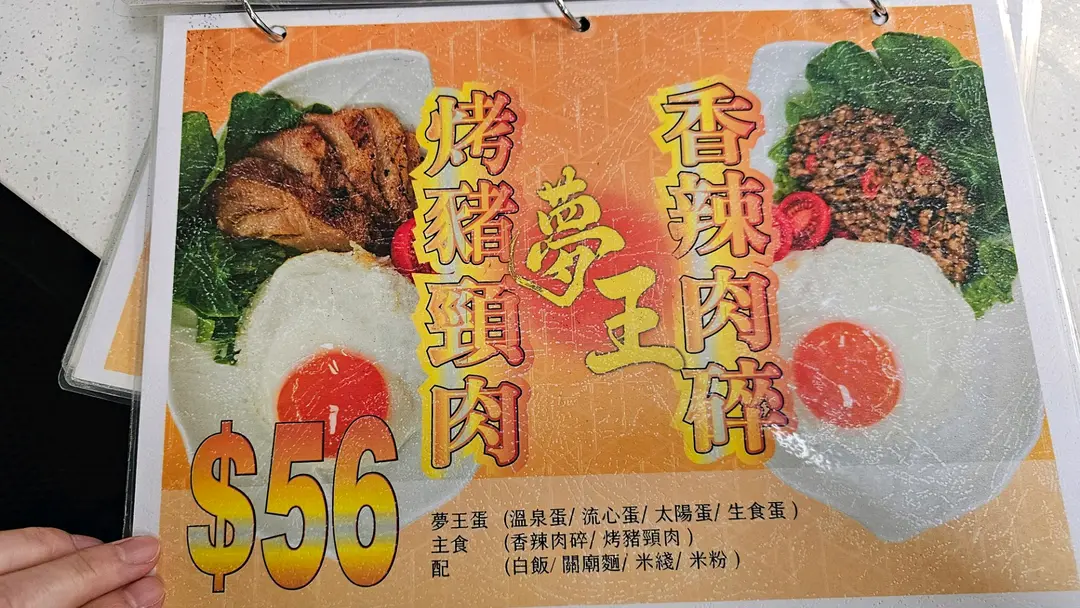 烤豬頸肉
夢王
香辣肉碎
$56
夢王蛋 (溫泉蛋/ 流心蛋/ 太陽蛋/ 生食蛋 )
主食 (香辣肉碎/ 烤豬頸肉 )
配 (白飯/ 關廟麵/ 米綫/ 米粉 )